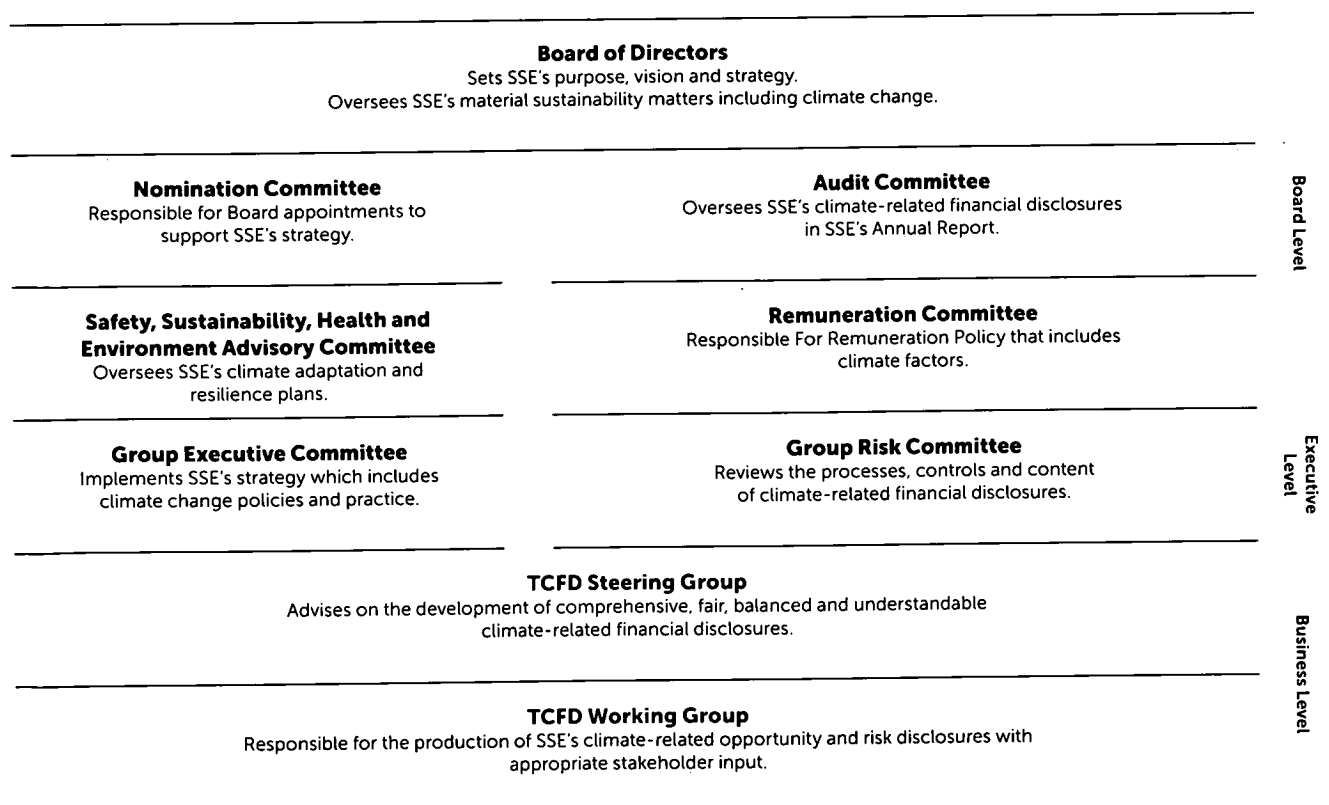 Board of Directors
Sets SSE's purpose, vision and strategy.
Oversees SSE's material sustainability matters including climate change.
Nomination Committee
Responsible for Board appointments to
support SSE's strategy.
Audit Committee
Oversees SSE's climate-related financial disclosures
in SSE's Annual Report.
Board Level
Safety, Sustainability, Health and
Environment Advisory Committee
Oversees SSE's climate adaptation and
resilience plans.
Remuneration Committee
Responsible For Remuneration Policy that includes
climate factors.
Group Executive Committee
Implements SSE's strategy which includes
climate change policies and practice.
Group Risk Committee
Reviews the processes, controls and content
of climate-related financial disclosures.
Executive
Level
TCFD Steering Group
Advises on the development of comprehensive, fair, balanced and understandable
climate-related financial disclosures.
Business Level
TCFD Working Group
Responsible for the production of SSE's climate-related opportunity and risk disclosures with
appropriate stakeholder input.